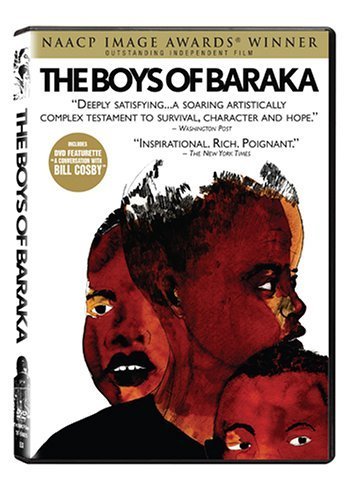 NAACP IMAGE AWARDS® WINNER
OUTSTANDING INDEPENDENT FILM
THE BOYS OF BARAKA
“DEEPLY SATISFYING...A SOARING ARTISTICALLY
COMPLEX TESTAMENT TO SURVIVAL, CHARACTER AND HOPE.”
– WASHINGTON POST
“INSPIRATIONAL. RICH. POIGNANT.”
– THE NEW YORK TIMES
INCLUDES
DVD FEATURETTE
“A CONVERSATION WITH
BILL COSBY”
THE BOYS OF BARAKA
DVD